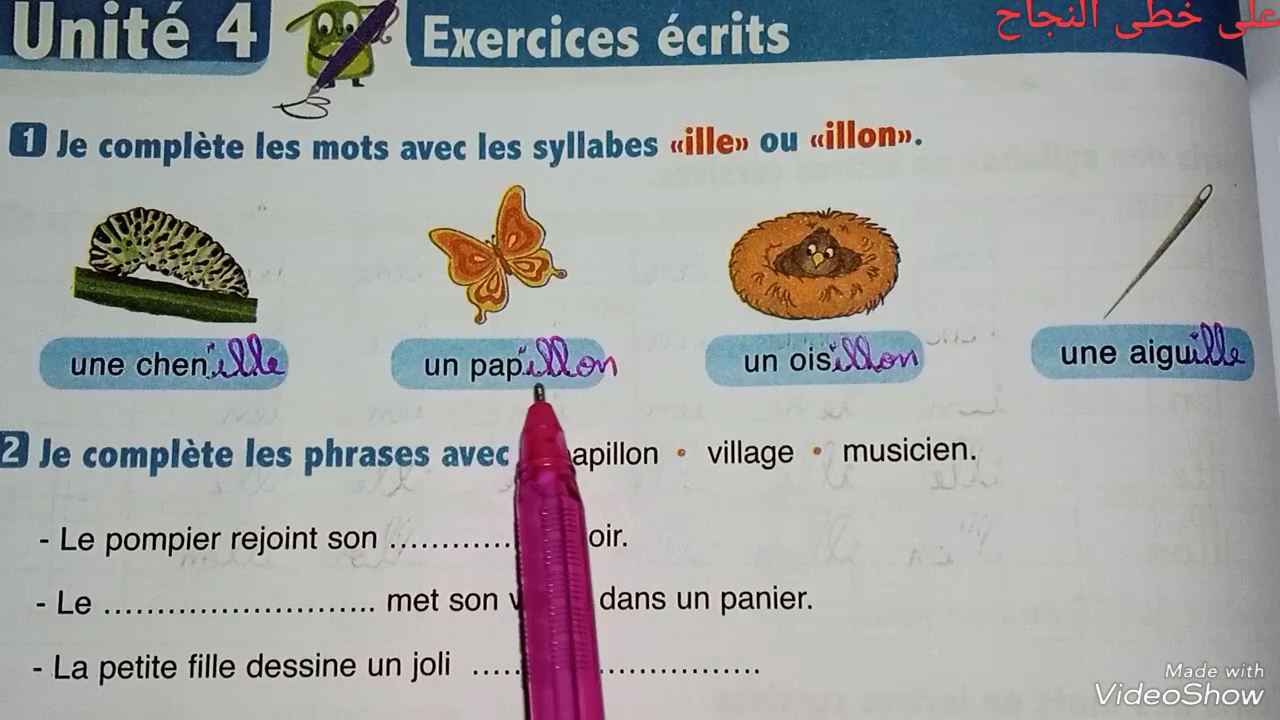 على خطى النجاح
Unité 4
Exercices écrits
1 Je complète les mots avec les syllabes «ille» ou «illon».
une chenille
un papillon
un oisillon
une aiguille
2 Je complète les phrases avec apillon • village • musicien.
- Le pompier rejoint son ............ oir.
- Le .......................... met son v dans un panier.
- La petite fille dessine un joli ..... ...............
Made with
VideoShow